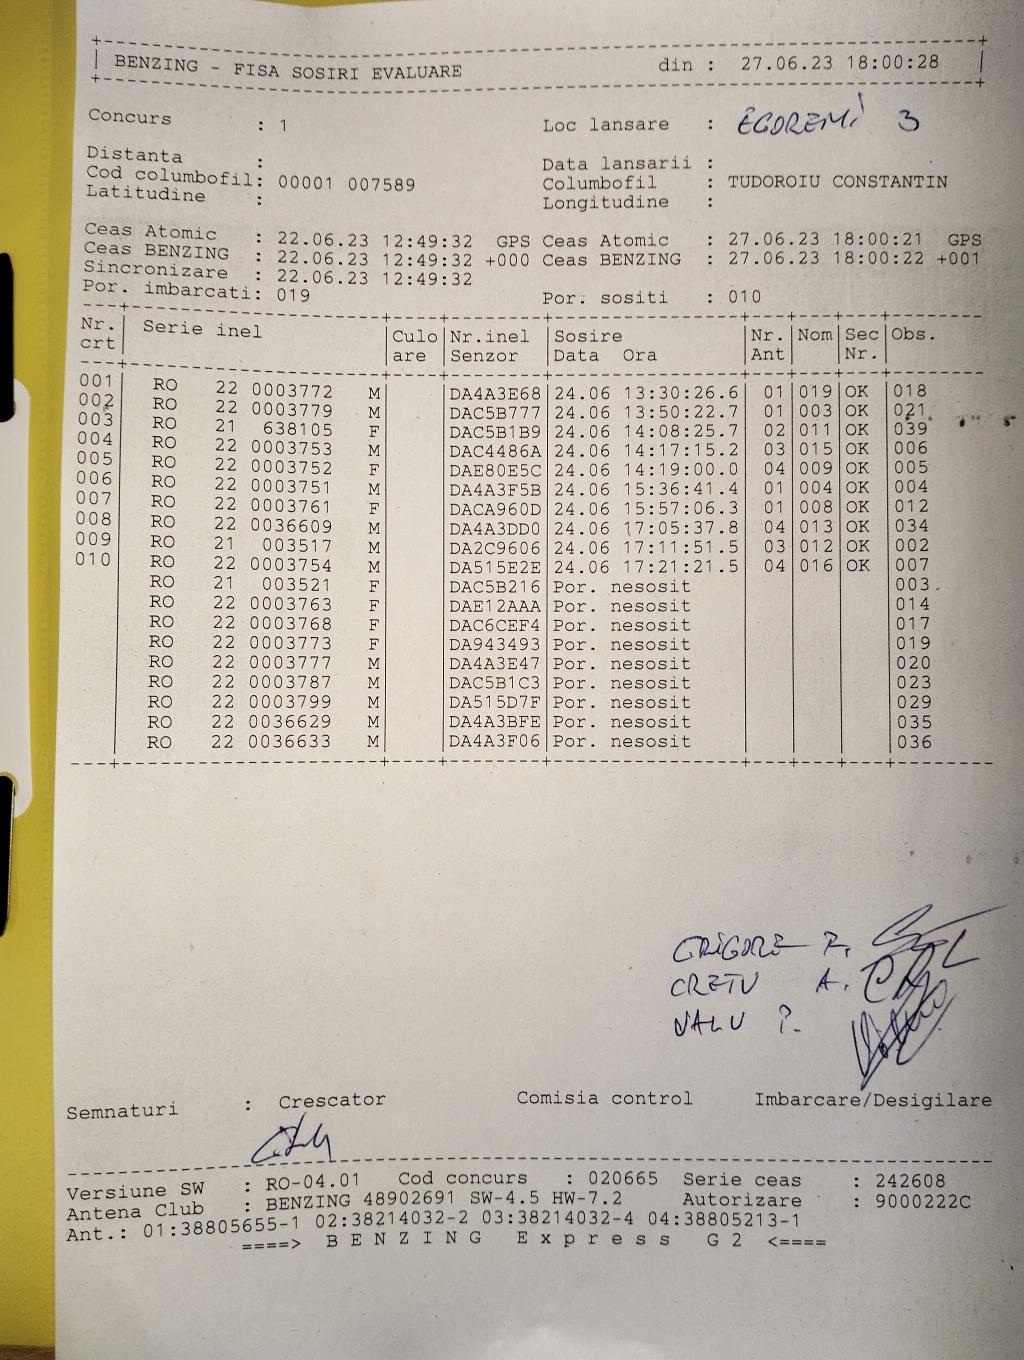 BENZING - FISA SOSIRI EVALUARE din : 27.06.23 18:00:28
Concurs : 1 Loc lansare : EGOREMI 3
Distanta : Data lansarii :
Cod columbofil: 00001 007589 Columbofil : TUDOROIU CONSTANTIN
Latitudine : Longitudine :
Ceas Atomic : 22.06.23 12:49:32 GPS Ceas Atomic : 27.06.23 18:00:21 GPS
Ceas BENZING : 22.06.23 12:49:32 +000 Ceas BENZING : 27.06.23 18:00:22 +001
Sincronizare : 22.06.23 12:49:32
Por. imbarcati: 019 Por. sositi : 010
Nr. Serie inel Culo Nr.inel Sosire Nr. Nom Sec Obs.
crt are Senzor Data Ora Ant Nr.
001 RO 22 0003772 M DA4A3E68 24.06 13:30:26.6 01 019 OK 018
002 RO 22 0003779 M DAC5B777 24.06 13:50:22.7 01 003 OK 021
003 RO 21 638105 F DAC5B1B9 24.06 14:08:25.7 02 011 OK 039
004 RO 22 0003753 M DAC4486A 24.06 14:17:15.2 03 015 OK 006
005 RO 22 0003752 F DAE80E5C 24.06 14:19:00.0 04 009 OK 005
006 RO 22 0003751 M DA4A3F5B 24.06 15:36:41.4 01 004 OK 004
007 RO 22 0003761 F DACA960D 24.06 15:57:06.3 01 008 OK 012
008 RO 22 0036609 M DA4A3DD0 24.06 17:05:37.8 04 013 OK 034
009 RO 21 003517 M DA2C9606 24.06 17:11:51.5 03 012 OK 002
010 RO 22 0003754 M DA515E2E 24.06 17:21:21.5 04 016 OK 007
RO 21 003521 F DAC5B216 Por. nesosit 003
RO 22 0003763 F DAE12AAA Por. nesosit 014
RO 22 0003768 F DAC6CEF4 Por. nesosit 017
RO 22 0003773 F DA943493 Por. nesosit 019
RO 22 0003777 M DA4A3E47 Por. nesosit 020
RO 22 0003787 M DAC5B1C3 Por. nesosit 023
RO 22 0003799 M DA515D7F Por. nesosit 029
RO 22 0036629 M DA4A3BFE Por. nesosit 035
RO 22 0036633 M DA4A3F06 Por. nesosit 036
GRIGORE P.
CRETU A.
VALU P.
Semnaturi : Crescator Comisia control Imbarcare/Desigilare
Versiune SW : RO-04.01 Cod concurs : 020665 Serie ceas : 242608
Antena Club : BENZING 48902691 SW-4.5 HW-7.2 Autorizare : 9000222C
Ant.: 01:38805655-1 02:38214032-2 03:38214032-4 04:38805213-1
====> B E N Z I N G E x p r e s s G 2 <====